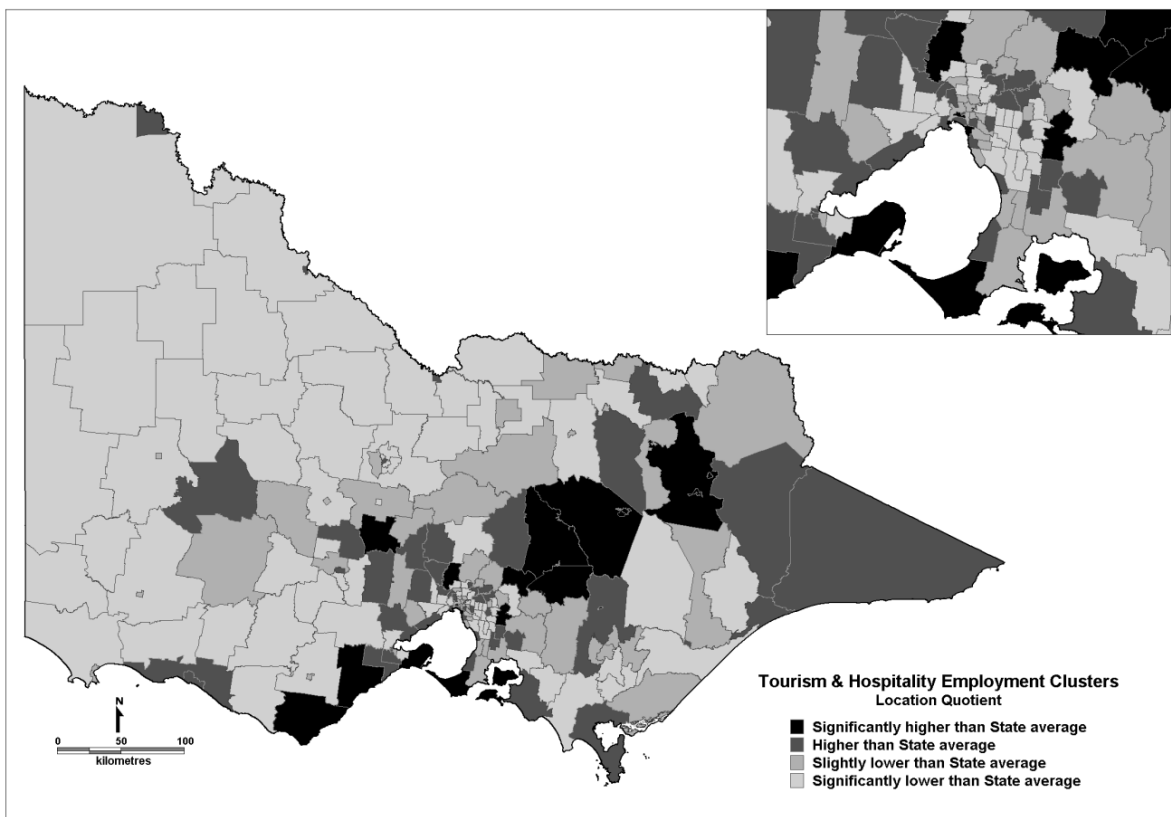 Tourism & Hospitality Employment Clusters
Location Quotient
Significantly higher than State average
Higher than State average
Slightly lower than State average
Significantly lower than State average
N
0 50 100
kilometres